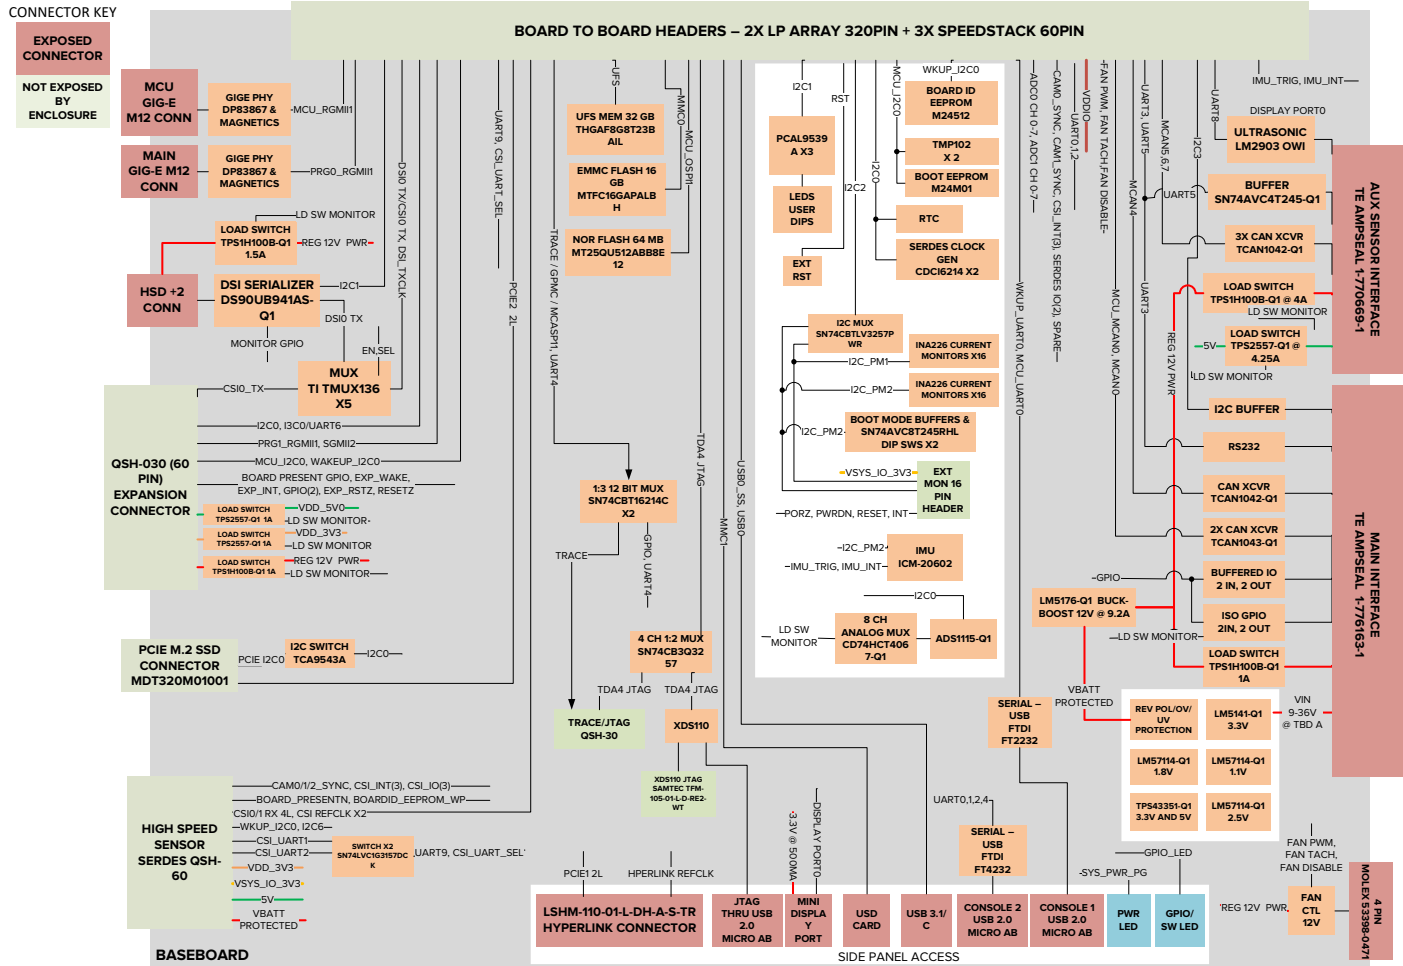 CONNECTOR KEY
EXPOSED
CONNECTOR
NOT EXPOSED
BY
ENCLOSURE
BOARD TO BOARD HEADERS – 2X LP ARRAY 320PIN + 3X SPEEDSTACK 60PIN
MCU
GIG-E
M12 CONN
GIGE PHY
DP83867 &
MAGNETICS
MCU_RGMII1
MAIN
GIG-E M12
CONN
GIGE PHY
DP83867 &
MAGNETICS
PRG0_RGMII1
LD SW MONITOR
LOAD SWITCH
TPS1H100B-Q1
1.5A
REG 12V PWR
HSD +2
CONN
DSI SERIALIZER
DS90UB941AS-
Q1
I2C1
DSI0 TX
MONITOR GPIO
EN,SEL
MUX
TI TMUX136
X5
CSI0_TX
DSI0 TX/CSI0 TX, DSI_TXCLK
UART9, CSI_UART_SEL
PCIE2 2L
QSH-030 (60
PIN)
EXPANSION
CONNECTOR
I2C0, I3C0/UART6
PRG1_RGMII1, SGMII2
MCU_I2C0, WAKEUP_I2C0
BOARD PRESENT GPIO, EXP_WAKE,
EXP_INT, GPIO(2), EXP_RSTZ, RESETZ
LOAD SWITCH
TPS2557-Q1 1A
VDD_5V0
LD SW MONITOR
LOAD SWITCH
TPS2557-Q1 1A
VDD_3V3
LD SW MONITOR
LOAD SWITCH
TPS1H100B-Q1 1A
REG 12V PWR
LD SW MONITOR
PCIE M.2 SSD
CONNECTOR
MDT320M01001
PCIE I2C0
I2C SWITCH
TCA9543A
I2C0
HIGH SPEED
SENSOR
SERDES QSH-
60
CAM0/1/2_SYNC, CSI_INT(3), CSI_IO(3)
BOARD_PRESENTN, BOARDID_EEPROM_WP
CSI0/1 RX 4L, CSI REFCLK X2
WKUP_I2C0, I2C6
CSI_UART1
CSI_UART2
SWITCH X2
SN74LVC1G3157DC
K
UART9, CSI_UART_SEL
VDD_3V3
VSYS_IO_3V3
5V
VBATT
PROTECTED
BASEBOARD
UFS
UFS MEM 32 GB
THGAF8G8T23B
AIL
EMMC FLASH 16
GB
MTFC16GAPALB
H
NOR FLASH 64 MB
MT25QU512ABB8E
12
MMC0
MCU_OSPI1
TRACE / GPMC / MCASP11, UART4
1:3 12 BIT MUX
SN74CBT16214C
X2
TRACE
GPIO, UART4
TDA4 JTAG
4 CH 1:2 MUX
SN74CB3Q32
57
TDA4 JTAG
TDA4 JTAG
TRACE/JTAG
QSH-30
XDS110
XDS110 JTAG
SAMTEC TFM-
105-01-L-D-RE2-
WT
MMC1
USB0_SS, USB0
I2C1
RST
PCAL9539
A X3
LEDS
USER
DIPS
EXT
RST
I2C2
I2C0
MCU_I2C0
WKUP_I2C0
BOARD ID
EEPROM
M24512
TMP102
X 2
BOOT EEPROM
M24M01
RTC
SERDES CLOCK
GEN
CDCI6214 X2
I2C MUX
SN74CBTLV3257P
WR
I2C_PM1
INA226 CURRENT
MONITORS X16
I2C_PM2
INA226 CURRENT
MONITORS X16
I2C_PM2
BOOT MODE BUFFERS &
SN74AVC8T245RHL
DIP SWS X2
VSYS_IO_3V3
EXT
MON 16
PIN
HEADER
PORZ, PWRDN, RESET, INT
I2C_PM2
IMU_TRIG, IMU_INT
IMU
ICM-20602
I2C0
LD SW
MONITOR
8 CH
ANALOG MUX
CD74HCT406
7-Q1
ADS1115-Q1
WKUP_UART0, MCU_UART0
ADC0 CH 0-7, ADC1 CH 0-7
CAM0_SYNC, CAM1_SYNC, CSI_INT(3), SERDES IO(2), SPARE
UART0,1,2
VDDIO
FAN PWM, FAN TACH,FAN DISABLE
MCU_MCAN0, MCAN0
MCAN4
UART3, UART5
UART3
MCAN5,6,7
I2C3
UART8
UART5
IMU_TRIG, IMU_INT
DISPLAY PORT0
ULTRASONIC
LM2903 OWI
BUFFER
SN74AVC4T245-Q1
3X CAN XCVR
TCAN1042-Q1
LOAD SWITCH
TPS1H100B-Q1 @ 4A
LD SW MONITOR
5V
LOAD SWITCH
TPS2557-Q1 @
4.25A
LD SW MONITOR
REG 12V PWR
AUX SENSOR INTERFACE
TE AMPSEAL 1-770669-1
I2C BUFFER
RS232
CAN XCVR
TCAN1042-Q1
2X CAN XCVR
TCAN1043-Q1
GPIO
BUFFERED IO
2 IN, 2 OUT
ISO GPIO
2IN, 2 OUT
LD SW MONITOR
LOAD SWITCH
TPS1H100B-Q1
1A
MAIN INTERFACE
TE AMPSEAL 1-776163-1
LM5176-Q1 BUCK-
BOOST 12V @ 9.2A
VBATT
PROTECTED
REV POL/OV/
UV
PROTECTION
LM5141-Q1
3.3V
LM57114-Q1
1.8V
LM57114-Q1
1.1V
TPS43351-Q1
3.3V AND 5V
LM57114-Q1
2.5V
VIN
9-36V
@ TBD A
SERIAL –
USB
FTDI
FT2232
UART0,1,2,4
SERIAL –
USB
FTDI
FT4232
3.3V @ 500MA
DISPLAY PORT0
PCIE1 2L
HPERLINK REFCLK
GPIO_LED
SYS_PWR_PG
LSHM-110-01-L-DH-A-S-TR
HYPERLINK CONNECTOR
JTAG
THRU USB
2.0
MICRO AB
MINI
DISPLA
Y
PORT
USD
CARD
USB 3.1/
C
CONSOLE 2
USB 2.0
MICRO AB
CONSOLE 1
USB 2.0
MICRO AB
PWR
LED
GPIO/
SW LED
SIDE PANEL ACCESS
FAN PWM,
FAN TACH,
FAN DISABLE
REG 12V PWR
FAN
CTL
12V
4 PIN
MOLEX 53398-0471